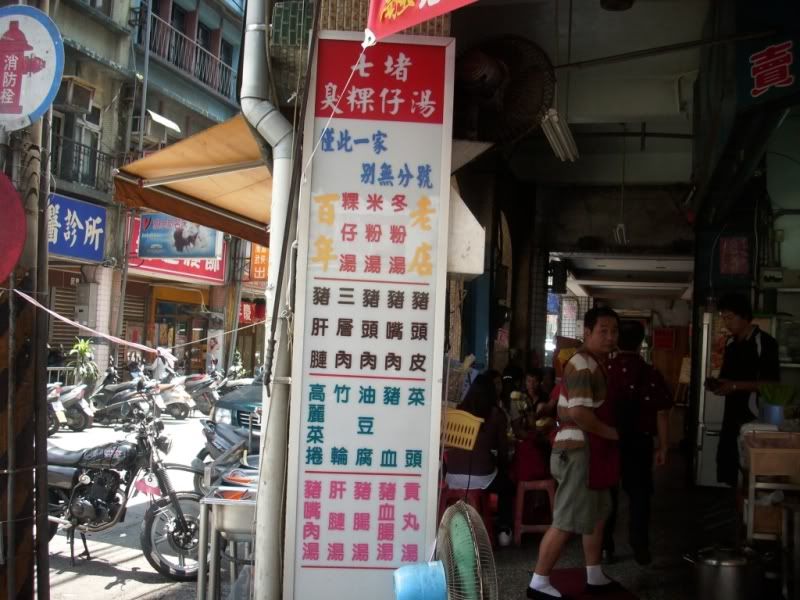 消防栓
醫診所
七堵
臭粿仔湯
僅此一家
別無分號
百年
老店
冬粉湯
米粉湯
粿仔湯
豬頭皮
豬嘴肉
豬頭肉
三層肉
豬肝腱
菜頭
豬血
油豆腐
竹輪
高麗菜捲
貢丸湯
豬血腸湯
豬腸湯
肝腱湯
豬嘴肉湯
賣